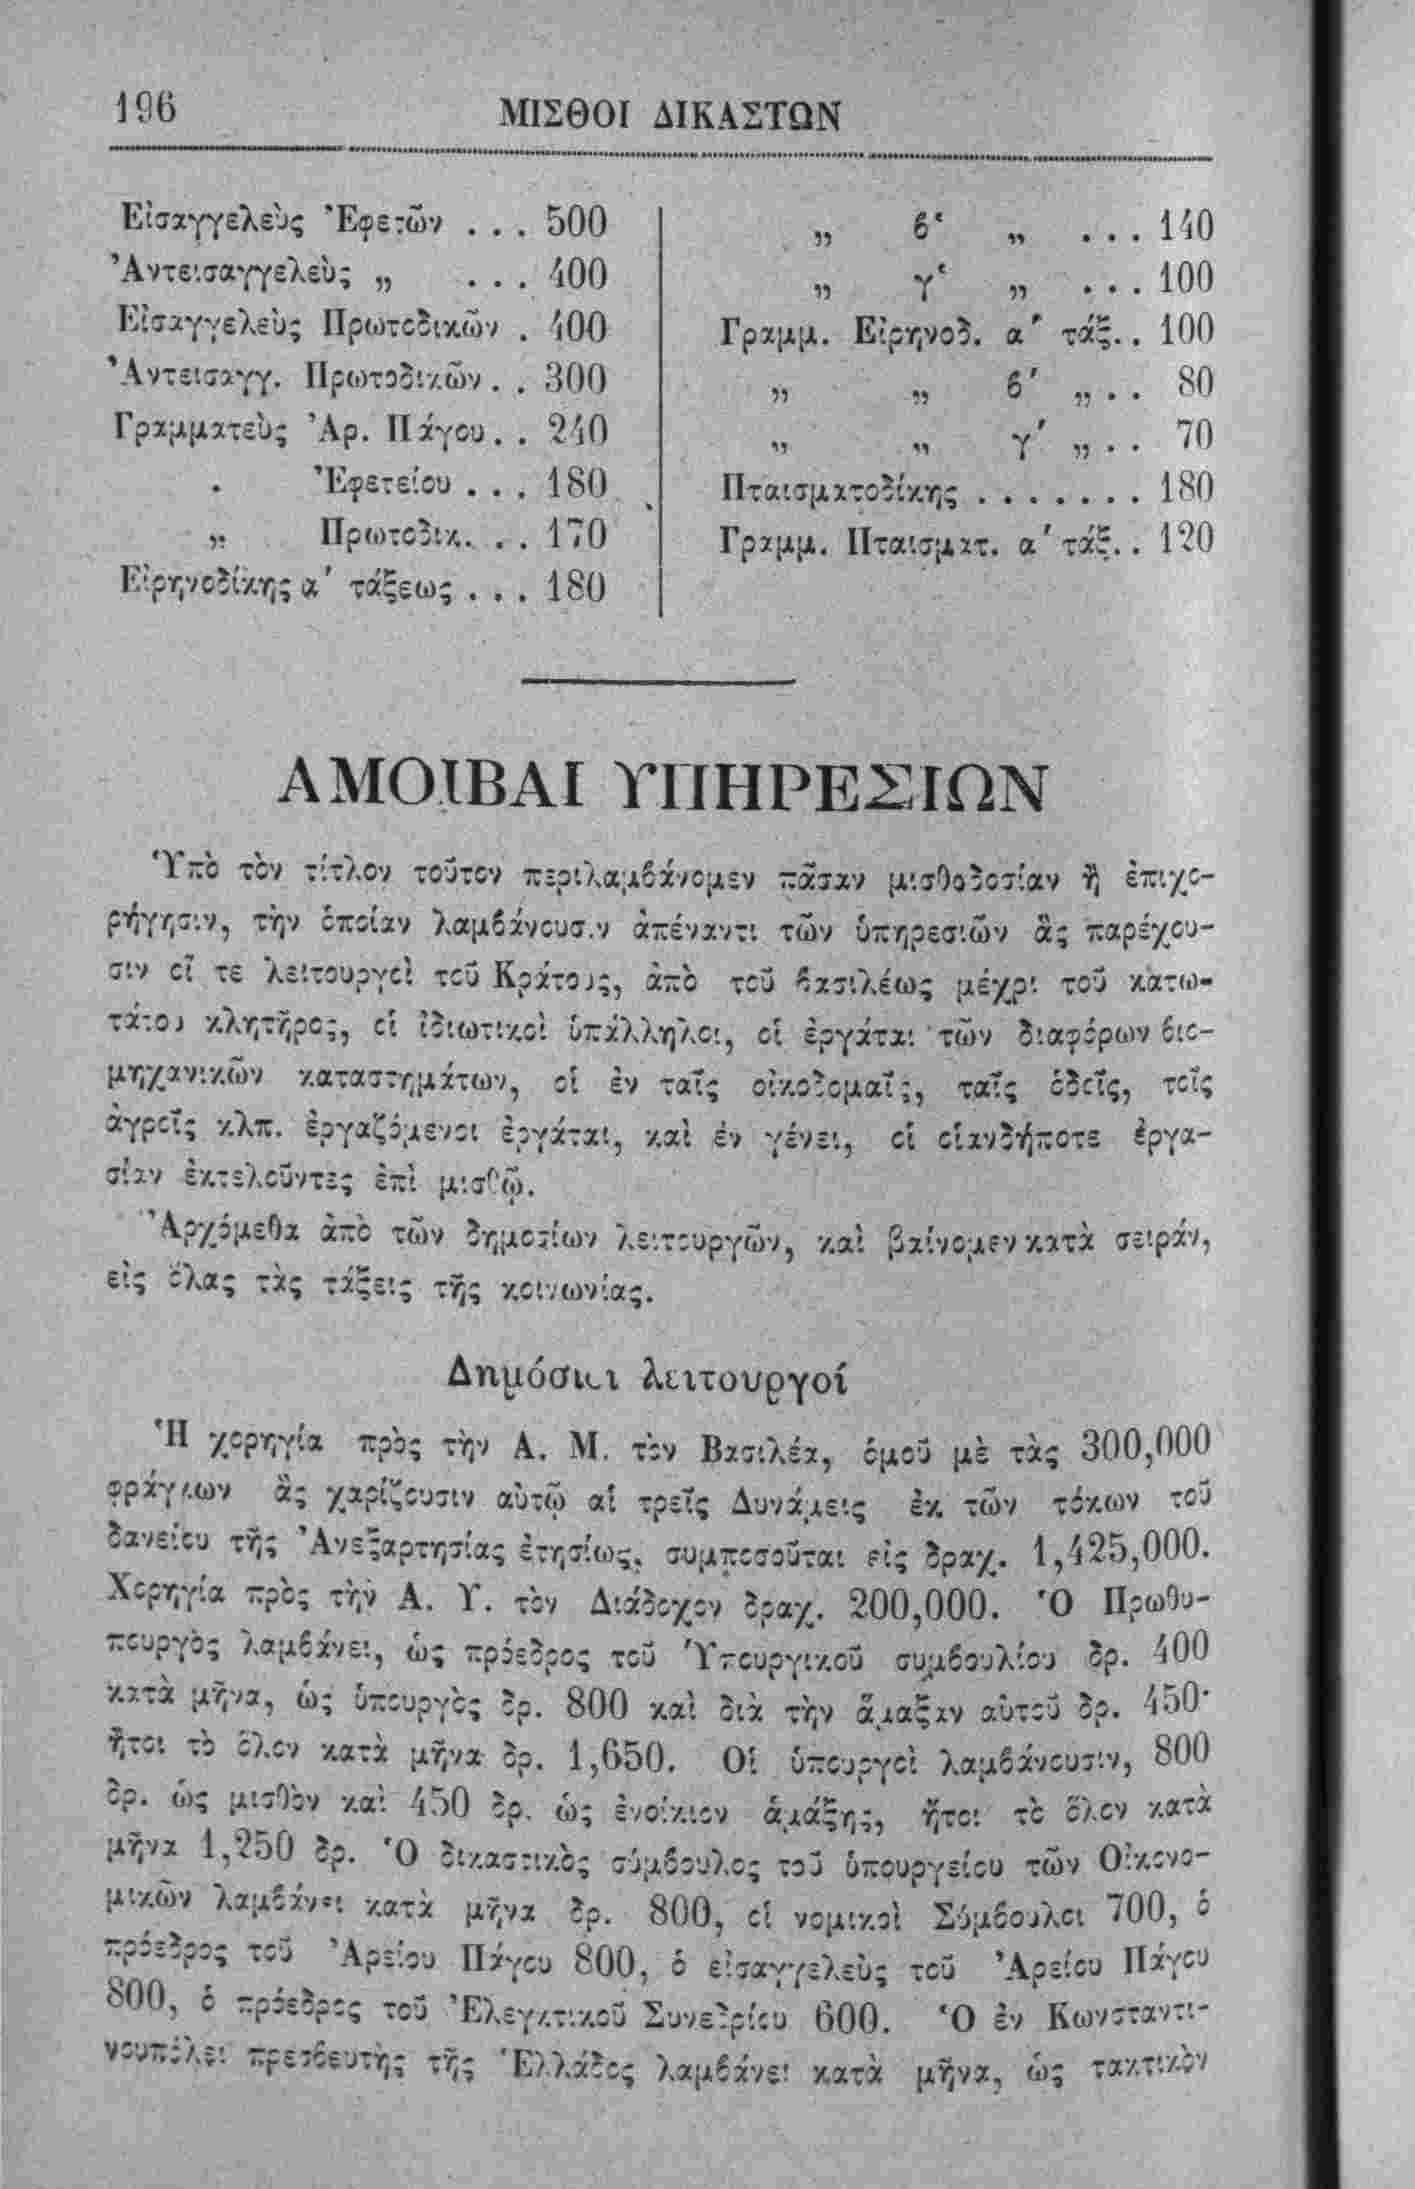 196 ΜΙΣΘΟΙ ΔΙΚΑΣΤΩΝ
Εἰσαγγελεὺς Ἐφετῶν . . . 500
Ἀντεισαγγελεὺς „ . . . 400
Εἰσαγγελεὺς Πρωτοδικῶν . 400
Ἀντεισαγγ. Πρωτοδικῶν . . 300
Γραμματεὺς Ἀρ. Πάγου . . 240
. Ἐφετείου . . . 180
„ Πρωτοδικ. . . . 170
Εἰρηνοδίκης α΄ τάξεως . . . 180
„ ϐ‘ „ . . . 140
„ γ‘ „ . . . 100
Γραμμ. Εἰρηνοδ. α΄ τάξ. . 100
„ „ ϐ΄ „ . . 80
„ „ γ΄ „ . . 70
Πταισματοδίκης . . . . . . . 180
Γραμμ. Πταισματ. α΄ τάξ. . 120
ΑΜΟΙΒΑΙ ΥΠΗΡΕΣΙΩΝ
Ὑπὸ τὸν τίτλον τοῦτον περιλαμϐάνομεν πᾶσαν μισθοδοσίαν ἢ ἐπιχο-
ρήγησιν, τὴν ὁποίαν λαμϐάνουσιν ἀπέναντι τῶν ὑπηρεσιῶν ἃς παρέχου-
σιν οἵ τε λειτουργοὶ τοῦ Κράτους, ἀπὸ τοῦ βασιλέως μέχρι τοῦ κατω-
τάτου κλητῆρος, οἱ ἰδιωτικοὶ ὑπάλληλοι, οἱ ἐργάται τῶν διαφόρων ϐιο-
μηχανικῶν καταστημάτων, οἱ ἐν ταῖς οἰκοδομαῖς, ταῖς ὁδοῖς, τοῖς
ἀγροῖς κλπ. ἐργαζόμενοι ἐργάται, καὶ ἐν γένει, οἱ οἱανδήποτε ἐργα-
σίαν ἐκτελοῦντες ἐπὶ μισθῷ.
Ἀρχόμεθα ἀπὸ τῶν δημοσίων λειτουργῶν, καὶ βαίνομεν κατὰ σειράν,
εἰς ὅλας τὰς τάξεις τῆς κοινωνίας.
Δημόσιοι λειτουργοί
Ἡ χορηγία πρὸς τὴν Α. Μ. τὸν Βασιλέα, ὁμοῦ μὲ τὰς 300,000
φράγκων ἃς χαρίζουσιν αὐτῷ αἱ τρεῖς Δυνάμεις ἐκ τῶν τόκων τοῦ
δανείου τῆς Ἀνεξαρτησίας ἐτησίως, συμποσοῦται εἰς δραχ. 1,425,000.
Χορηγία πρὸς τὴν Α. Υ. τὸν Διάδοχον δραχ. 200,000. Ὁ Πρωθυ-
πουργὸς λαμϐάνει, ὡς πρόεδρος τοῦ Ὑπουργικοῦ συμϐουλίου δρ. 400
κατὰ μῆνα, ὡς ὑπουργὸς δρ. 800 καὶ διὰ τὴν ἅμαξαν αὐτοῦ δρ. 450·
ἤτοι τὸ ὅλον κατὰ μῆνα δρ. 1,650. Οἱ ὑπουργοὶ λαμϐάνουσιν, 800
δρ. ὡς μισθὸν καὶ 450 δρ. ὡς ἐνοίκιον ἁμάξης, ἤτοι τὸ ὅλον κατὰ
μῆνα 1,250 δρ. Ὁ δικαστικὸς σύμϐουλος τοῦ ὑπουργείου τῶν Οἰκονο-
μικῶν λαμϐάνει κατὰ μῆνα δρ. 800, οἱ νομικοὶ Σύμϐουλοι 700, ὁ
πρόεδρος τοῦ Ἀρείου Πάγου 800, ὁ εἰσαγγελεὺς τοῦ Ἀρείου Πάγου
800, ὁ πρόεδρος τοῦ Ἐλεγκτικοῦ Συνεδρίου 600. Ὁ ἐν Κωνσταντι-
νουπόλει πρεσϐευτὴς τῆς Ἑλλάδος λαμϐάνει κατὰ μῆνα, ὡς τακτικὸν